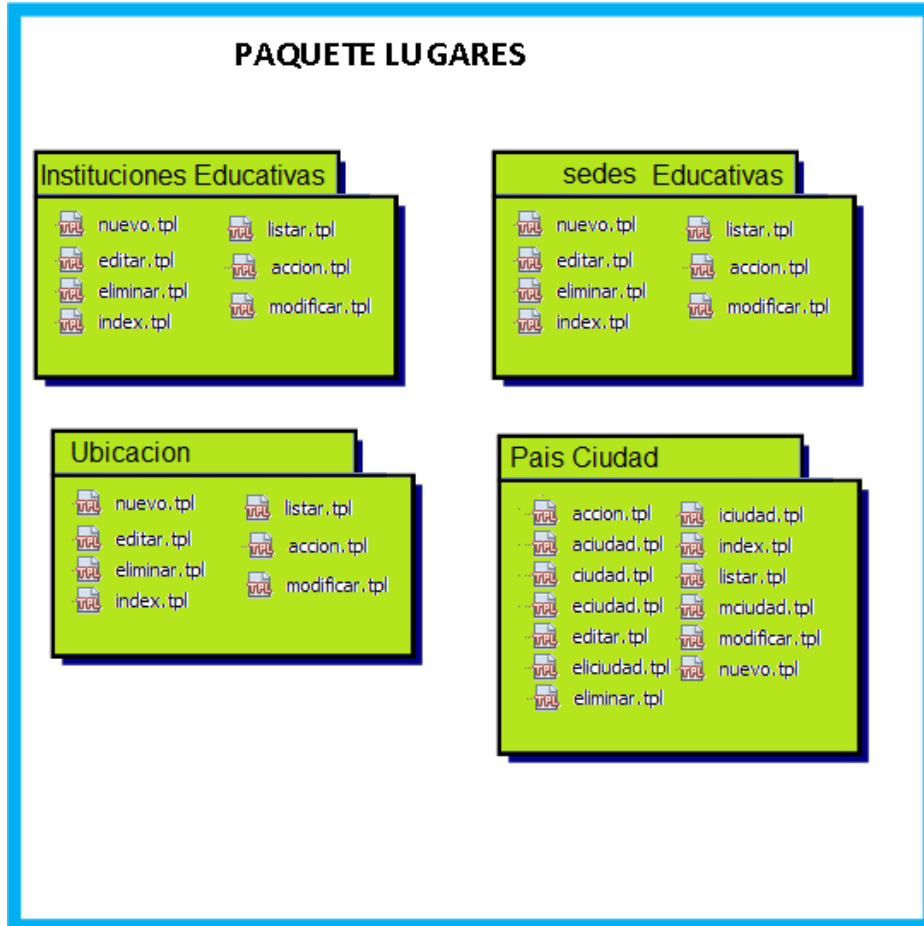 PAQUETE LUGARES
Instituciones Educativas
nuevo.tpl
editar.tpl
eliminar.tpl
index.tpl
listar.tpl
accion.tpl
modificar.tpl
sedes Educativas
nuevo.tpl
editar.tpl
eliminar.tpl
index.tpl
listar.tpl
accion.tpl
modificar.tpl
Ubicacion
nuevo.tpl
editar.tpl
eliminar.tpl
index.tpl
listar.tpl
accion.tpl
modificar.tpl
Pais Ciudad
accion.tpl
aciudad.tpl
ciudad.tpl
eciudad.tpl
editar.tpl
eliciudad.tpl
eliminar.tpl
iciudad.tpl
index.tpl
listar.tpl
mciudad.tpl
modificar.tpl
nuevo.tpl